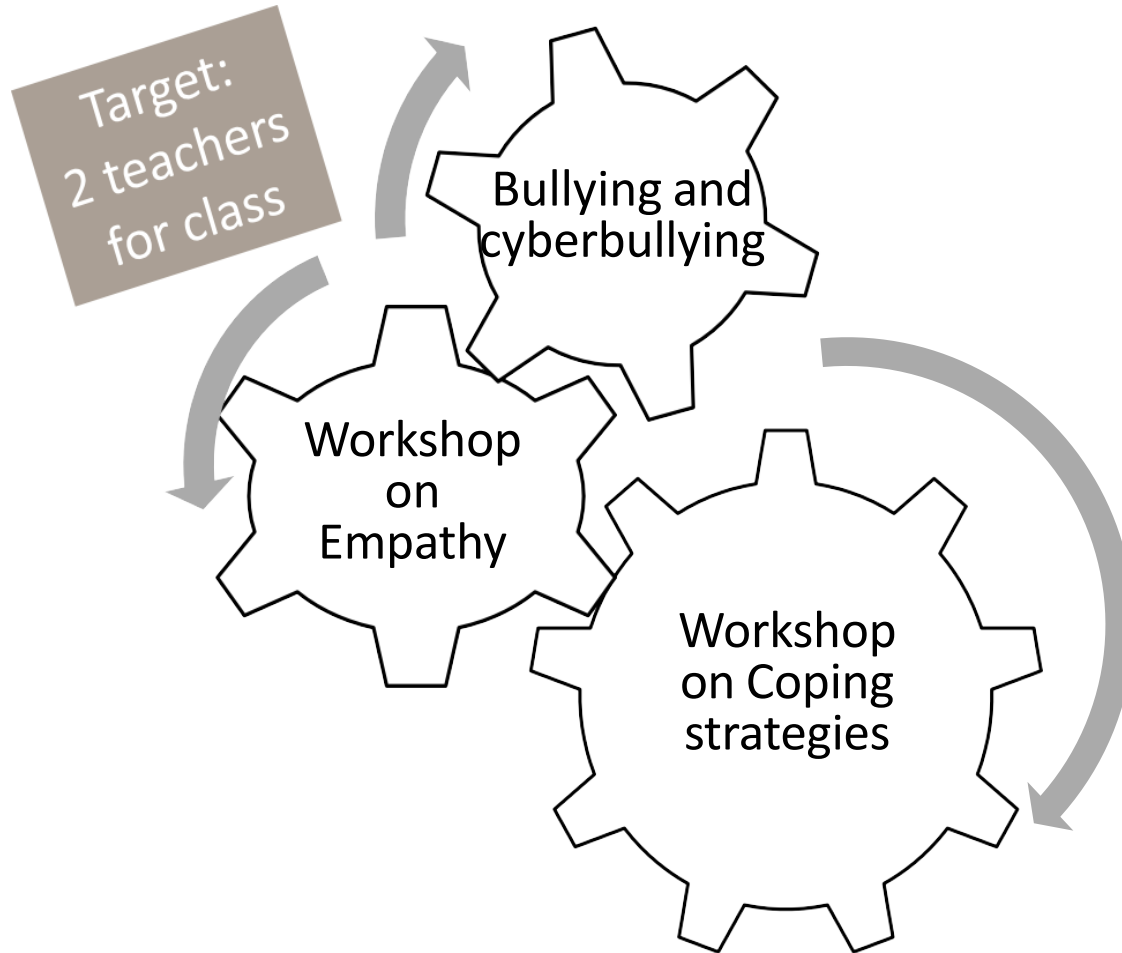 Target:
2 teachers
for class
Bullying and
cyberbullying
Workshop
on
Empathy
Workshop
on Coping
strategies